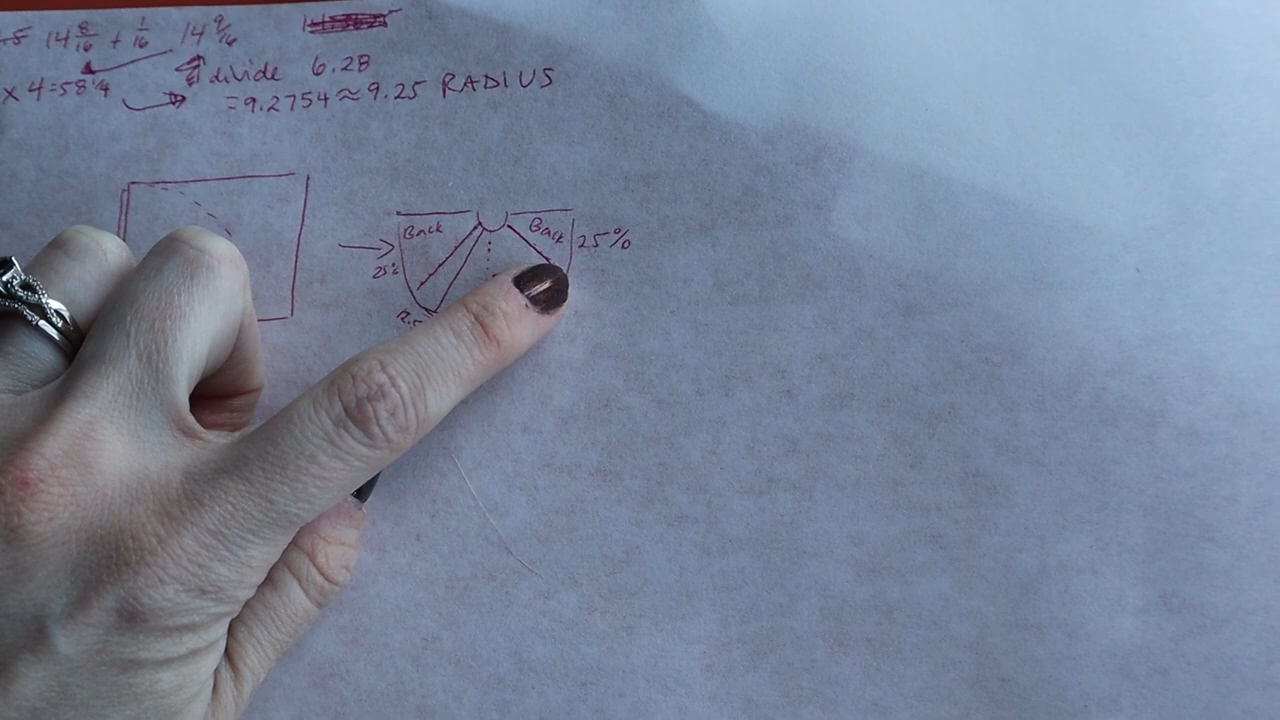 14 8/16 + 1/16 14 9/16
x 4=58 1/4 divide 6.28
=9.2754≈9.25 RADIUS
Back Back 25%
25%